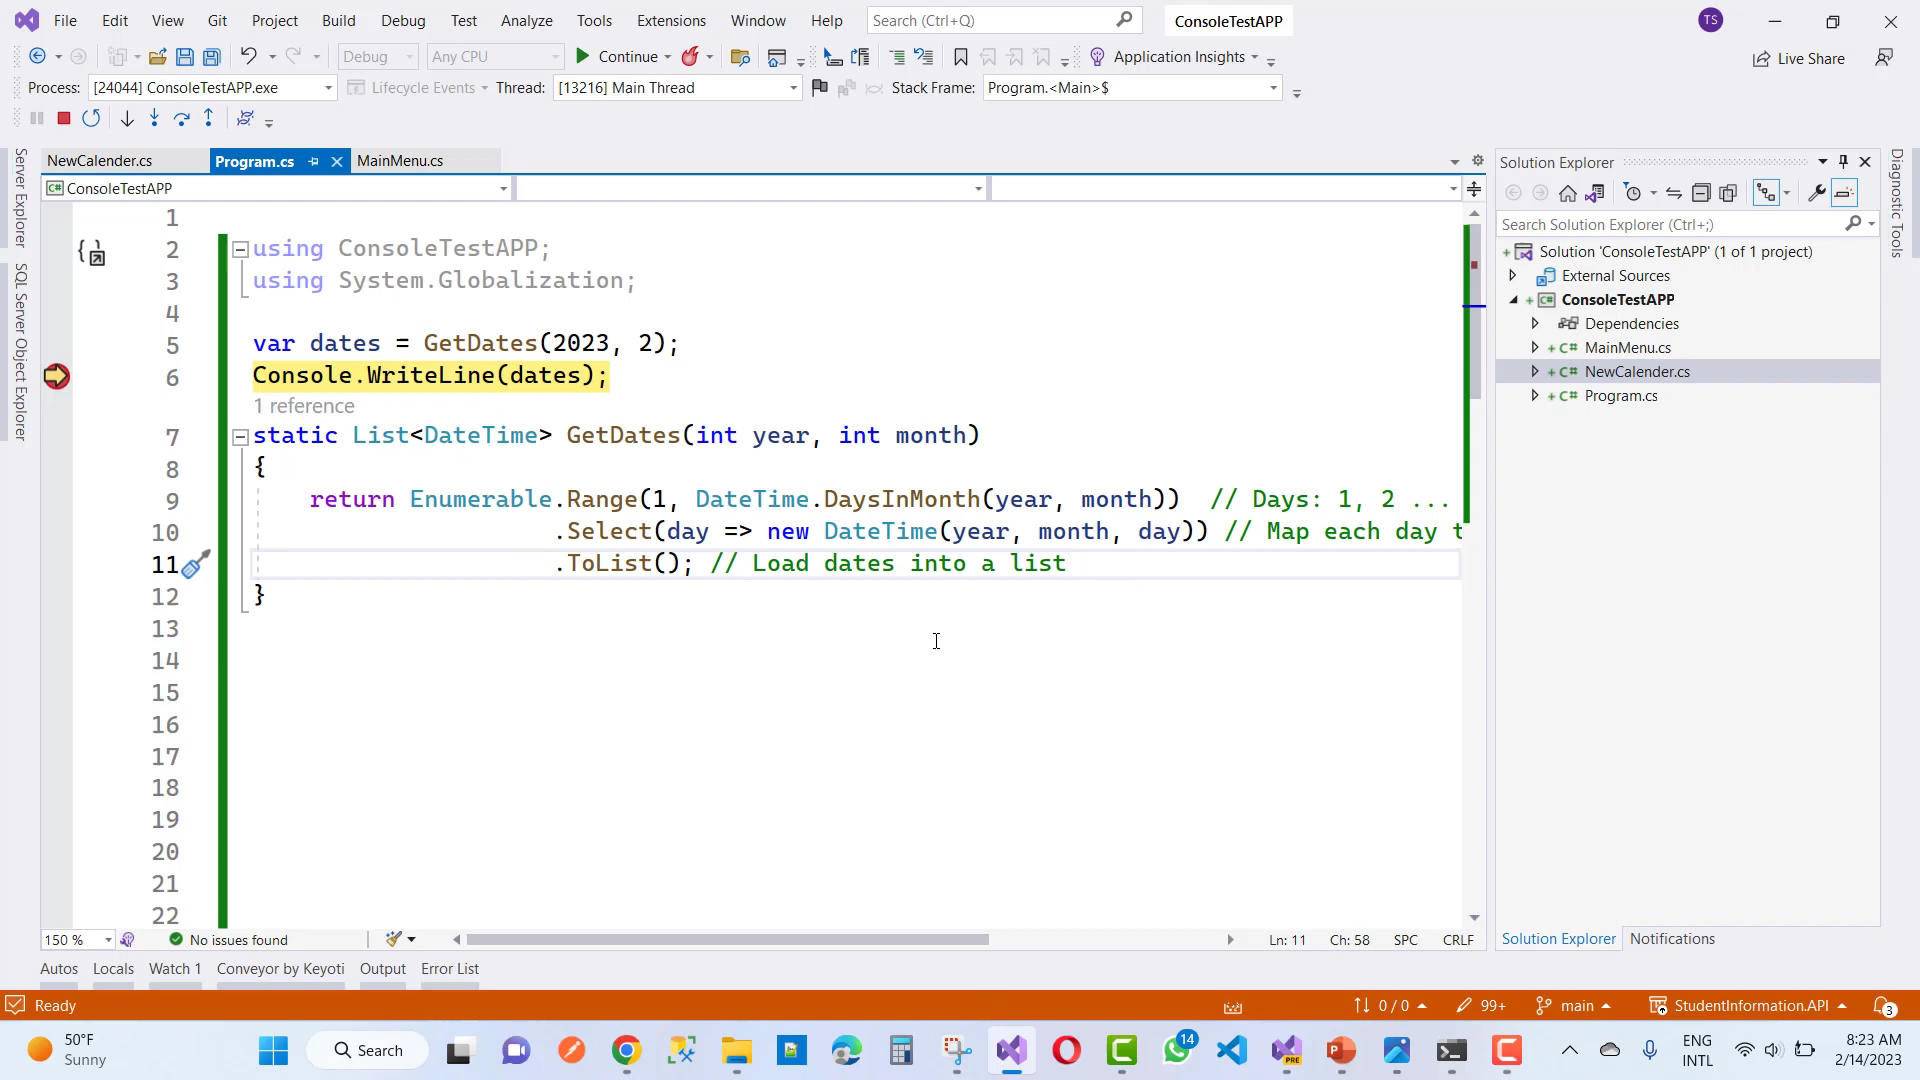 File Edit View Git Project Build Debug Test Analyze Tools Extensions Window Help Search (Ctrl+Q) ConsoleTestAPP TS
Debug Any CPU Continue Application Insights Live Share
Process: [24044] ConsoleTestAPP.exe Lifecycle Events Thread: [13216] Main Thread Stack Frame: Program.<Main>$
NewCalender.cs Program.cs MainMenu.cs
C# ConsoleTestAPP
Server Explorer
SQL Server Object Explorer
1
2 using ConsoleTestAPP;
3 using System.Globalization;
4
5 var dates = GetDates(2023, 2);
6 Console.WriteLine(dates);
1 reference
7 static List<DateTime> GetDates(int year, int month)
8 {
9 return Enumerable.Range(1, DateTime.DaysInMonth(year, month)) // Days: 1, 2 ...
10 .Select(day => new DateTime(year, month, day)) // Map each day t
11 .ToList(); // Load dates into a list
12 }
13
14
15
16
17
18
19
20
21
22
150 % No issues found Ln: 11 Ch: 58 SPC CRLF
Solution Explorer
Search Solution Explorer (Ctrl+;)
Solution 'ConsoleTestAPP' (1 of 1 project)
External Sources
C# ConsoleTestAPP
Dependencies
C# MainMenu.cs
C# NewCalender.cs
C# Program.cs
Solution Explorer Notifications
Diagnostic Tools
Autos Locals Watch 1 Conveyor by Keyoti Output Error List
Ready 0 / 0 99+ main StudentInformation.API 3
50°F
Sunny
Search
14
PRE
ENG
INTL
8:23 AM
2/14/2023